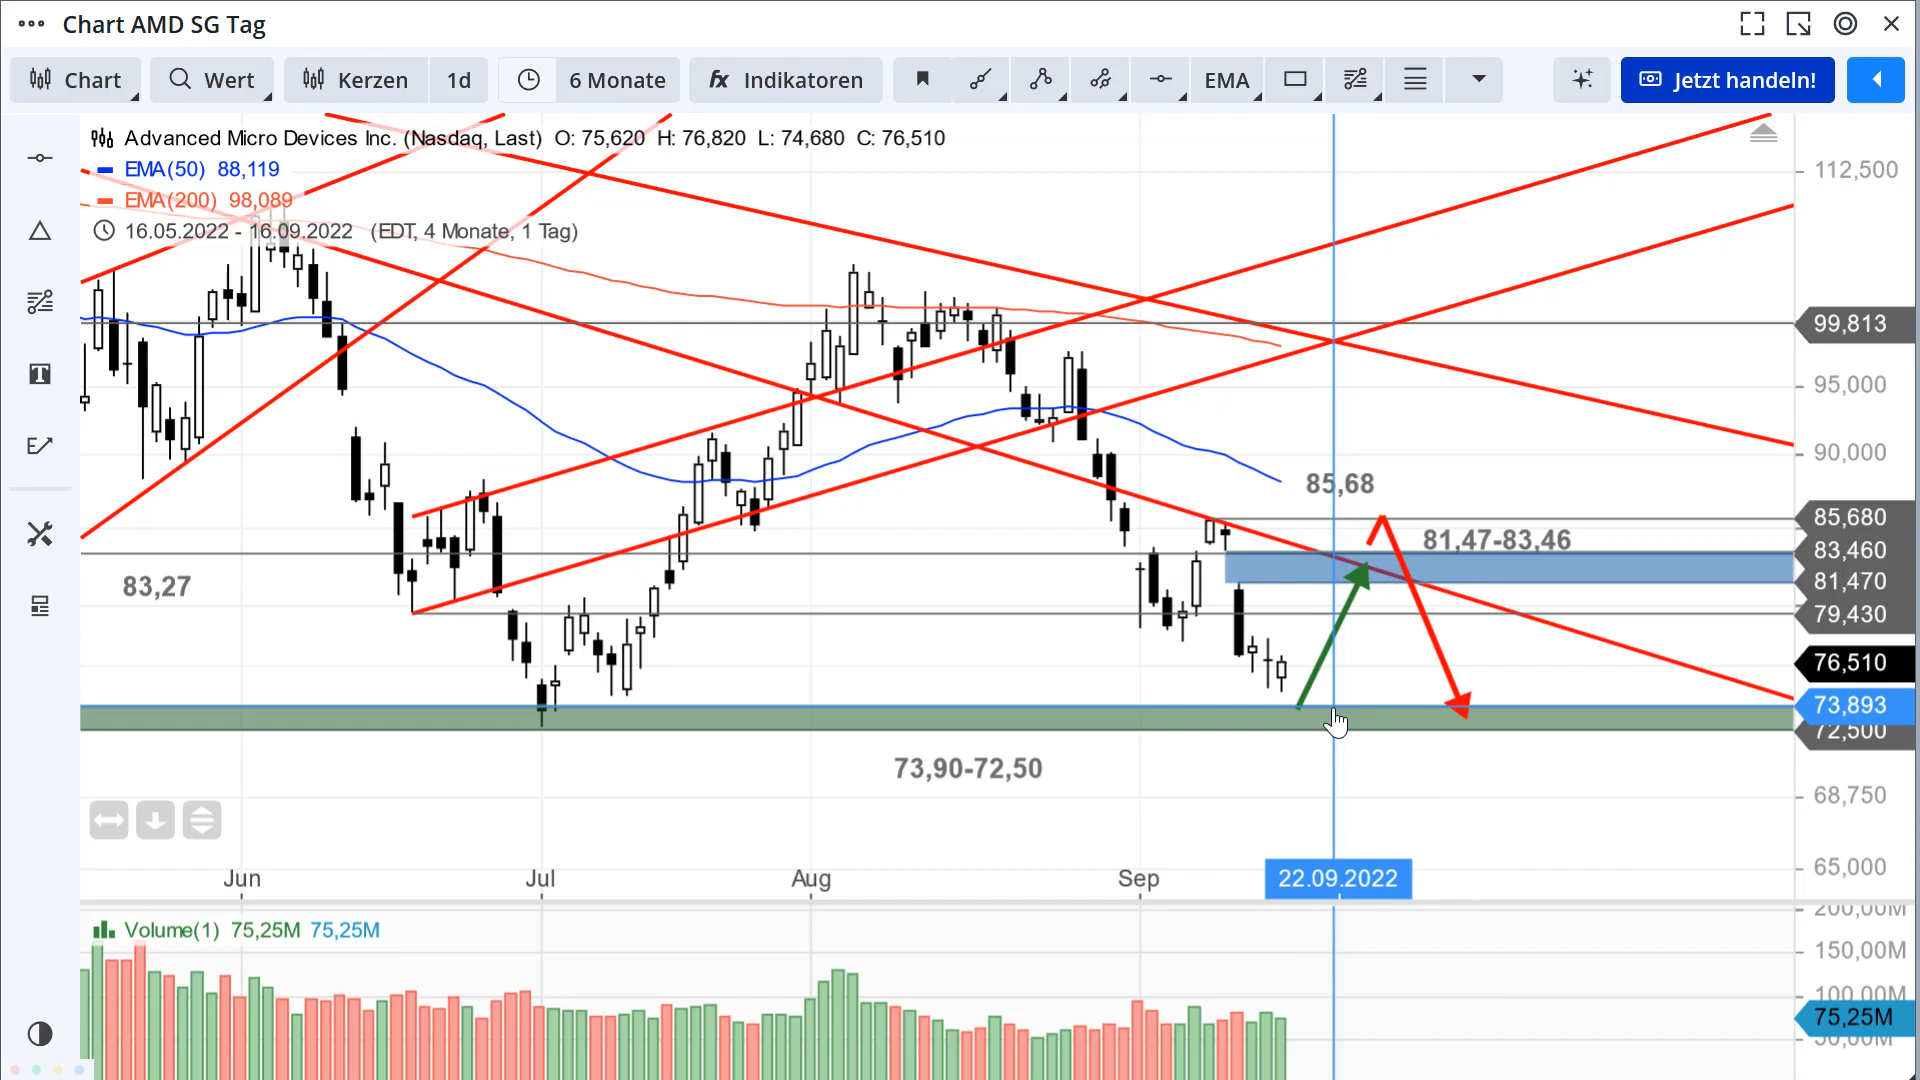 Chart AMD SG Tag
Chart Wert Kerzen 1d 6 Monate fx Indikatoren EMA Jetzt handeln!
Advanced Micro Devices Inc. (Nasdaq, Last) O: 75,620 H: 76,820 L: 74,680 C: 76,510
EMA(50) 88,119
EMA(200) 98,089
16.05.2022 - 16.09.2022 (EDT, 4 Monate, 1 Tag)
112,500
99,813
95,000
90,000
85,68
85,680
81,47-83,46
83,460
83,27
81,470
79,430
76,510
73,893
72,500
73,90-72,50
68,750
65,000
Jun Jul Aug Sep 22.09.2022
200,00M
Volume(1) 75,25M 75,25M
150,00M
100,00M
75,25M
50,00M